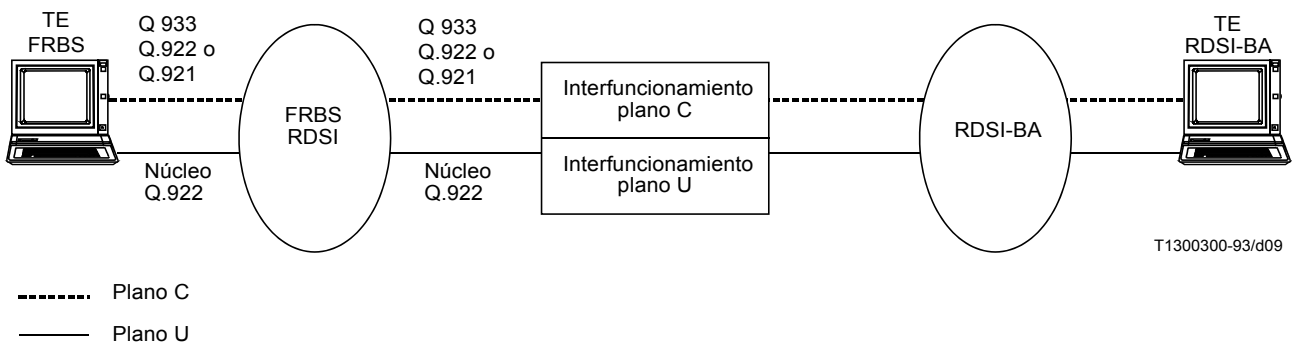 TE
FRBS
Q 933
Q.922 o
Q.921
Q 933
Q.922 o
Q.921
TE
RDSI-BA
FRBS
RDSI
Interfuncionamiento
plano C
RDSI-BA
Núcleo
Q.922
Núcleo
Q.922
Interfuncionamiento
plano U
T1300300-93/d09
Plano C
Plano U